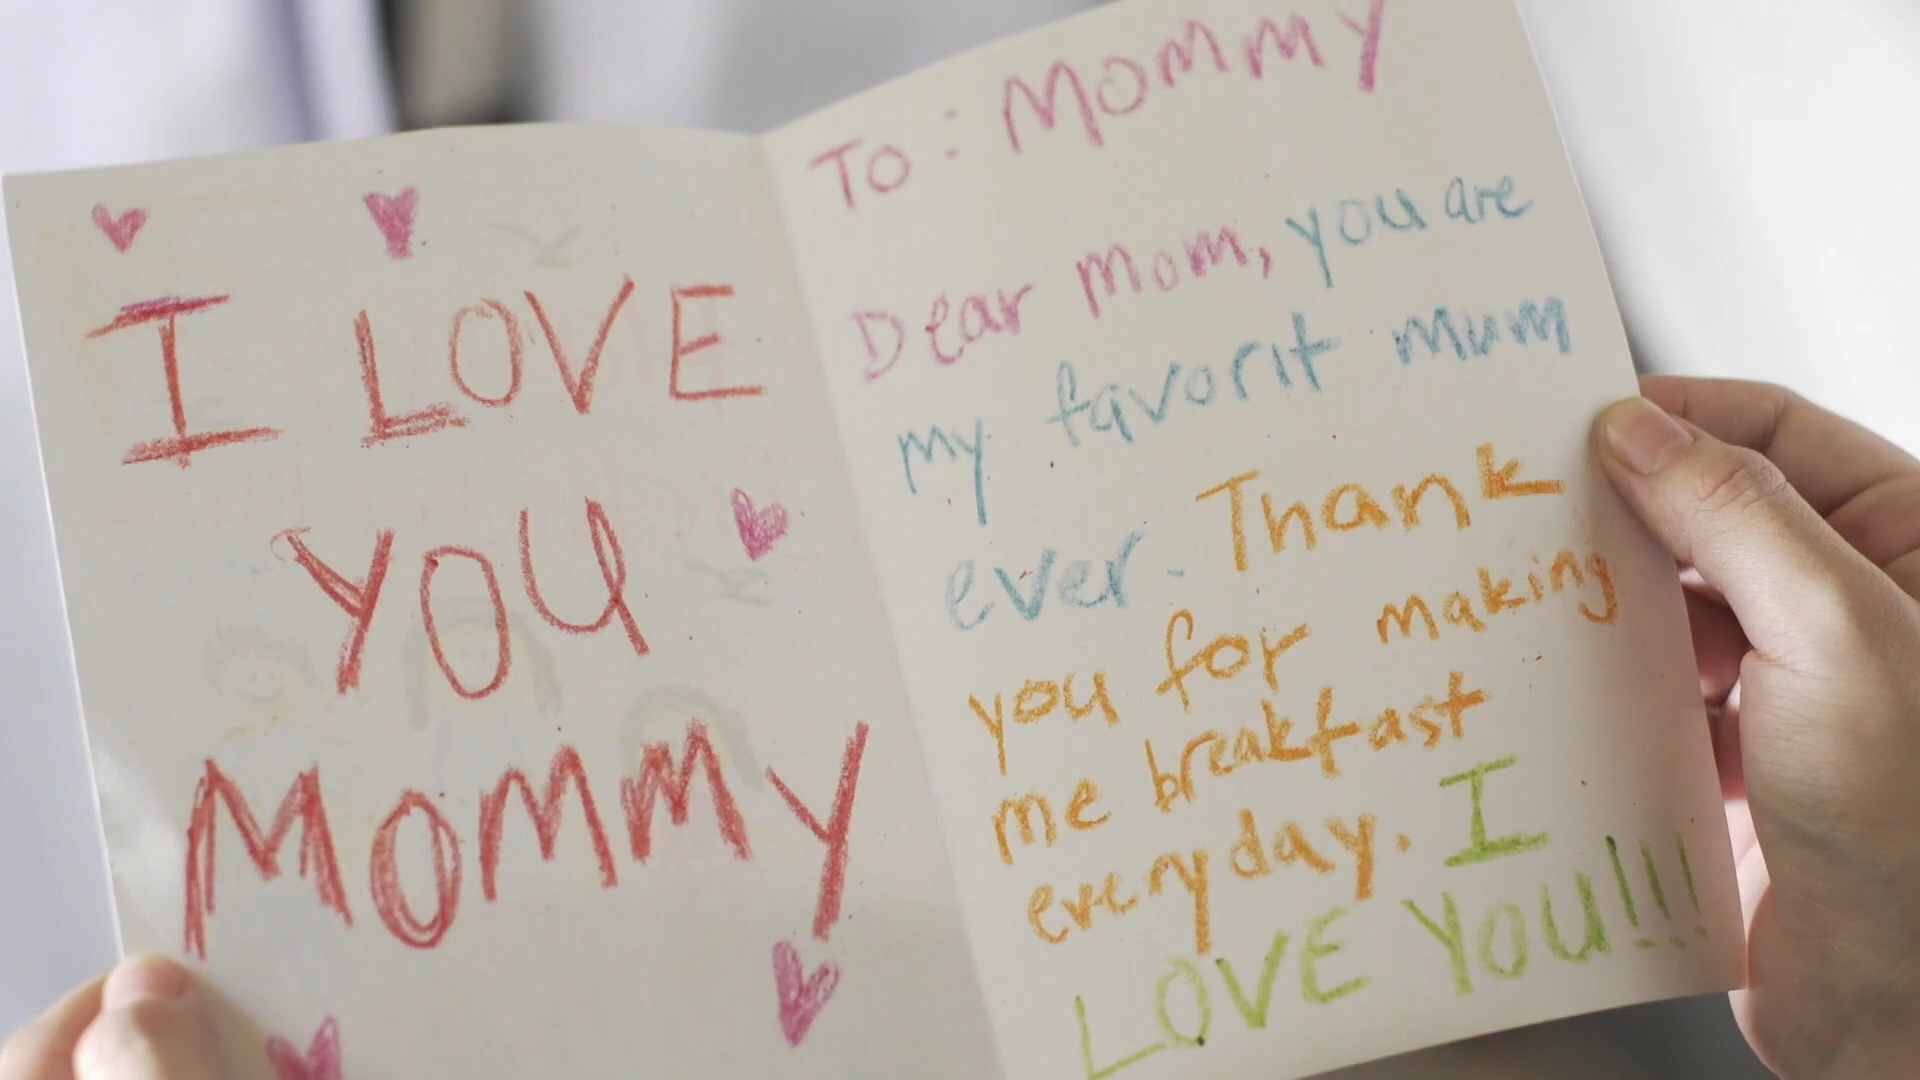 I LOVE
YOU
MOMMY
To: Mommy
Dear Mom, you are
my favorit mum
ever. Thank
you for making
me breakfast
everyday. I
LOVE YOU!!!